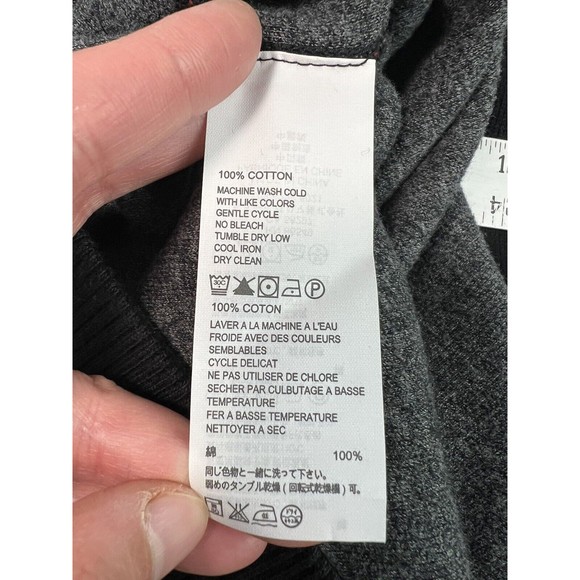 100% COTTON
MACHINE WASH COLD
WITH LIKE COLORS
GENTLE CYCLE
NO BLEACH
TUMBLE DRY LOW
COOL IRON
DRY CLEAN
30C P
100% COTON
LAVER A LA MACHINE A L'EAU
FROIDE AVEC DES COULEURS
SEMBLABLES
CYCLE DELICAT
NE PAS UTILISER DE CHLORE
SECHER PAR CULBUTAGE A BASSE
TEMPERATURE
FER A BASSE TEMPERATURE
NETTOYER A SEC
綿 100%
同じ色物と一緒に洗って下さい。
弱めのタンブル乾燥(回転式乾燥機)可